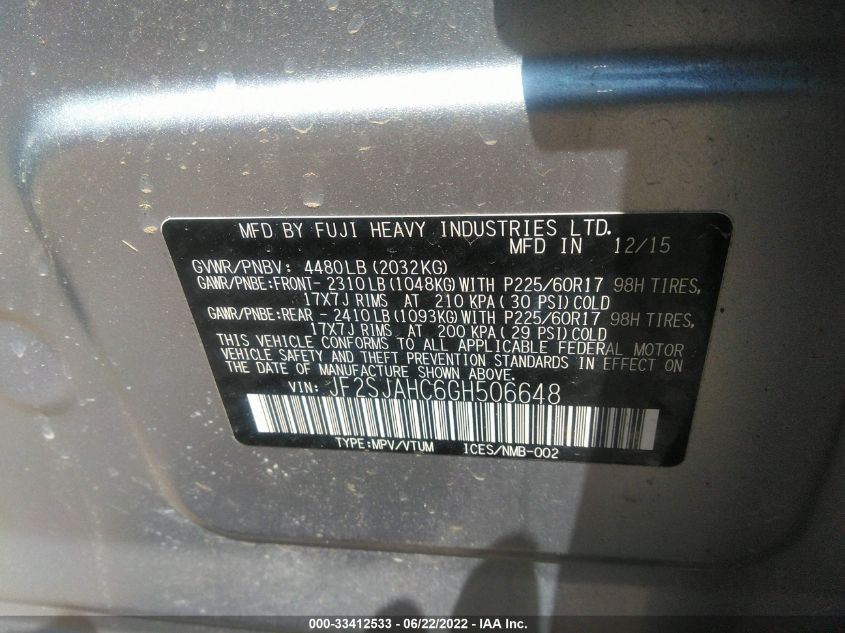 MFD BY FUJI HEAVY INDUSTRIES LTD.
MFD IN 12/15
GVWR/PNBV: 4480LB (2032KG)
GAWR/PNBE:FRONT- 2310LB (1048KG) WITH P225/60R17 98H TIRES,
17X7J RIMS AT 210 KPA ( 30 PSI) COLD
GAWR/PNBE:REAR - 2410LB (1093KG) WITH P225/60R17 98H TIRES,
17X7J RIMS AT 200 KPA (29 PSI) COLD
THIS VEHICLE CONFORMS TO ALL APPLICABLE FEDERAL MOTOR
VEHICLE SAFETY AND THEFT PREVENTION STANDARDS IN EFFECT ON
THE DATE OF MANUFACTURE SHOWN ABOVE.
VIN: JF2SJAHC6GH506648
TYPE:MPV/VTUM ICES/NMB-002
000-33412533 - 06/22/2022 - IAA Inc.